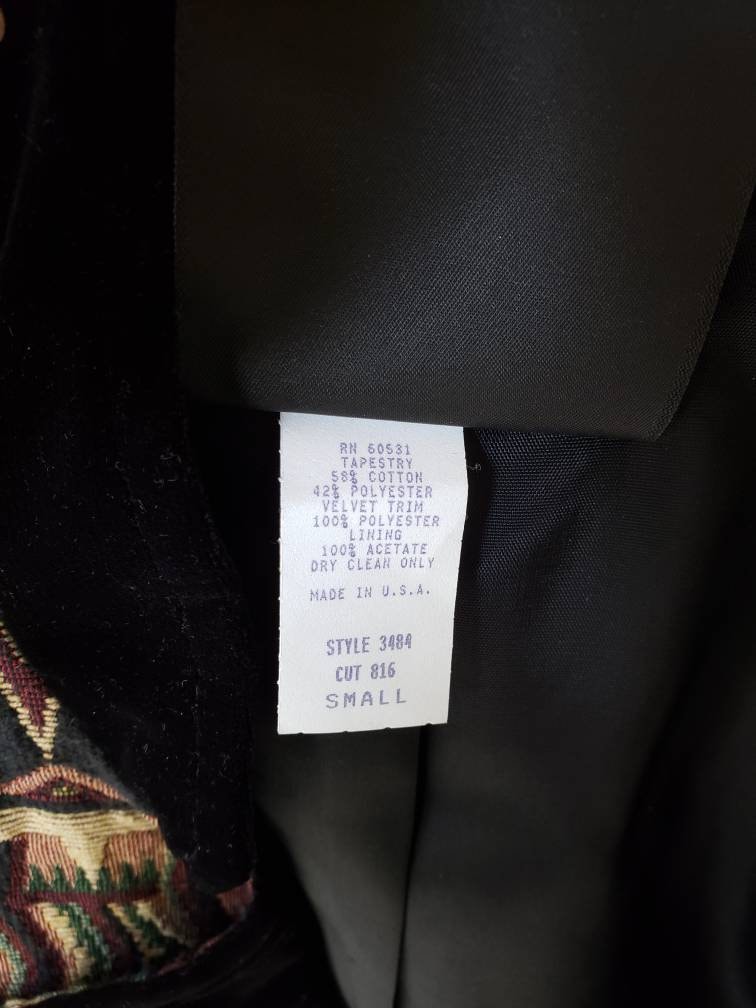 RN 60531
TAPESTRY
58% COTTON
42% POLYESTER
VELVET TRIM
100% POLYESTER
LINING
100% ACETATE
DRY CLEAN ONLY
MADE IN U.S.A.
STYLE 3484
CUT 816
SMALL